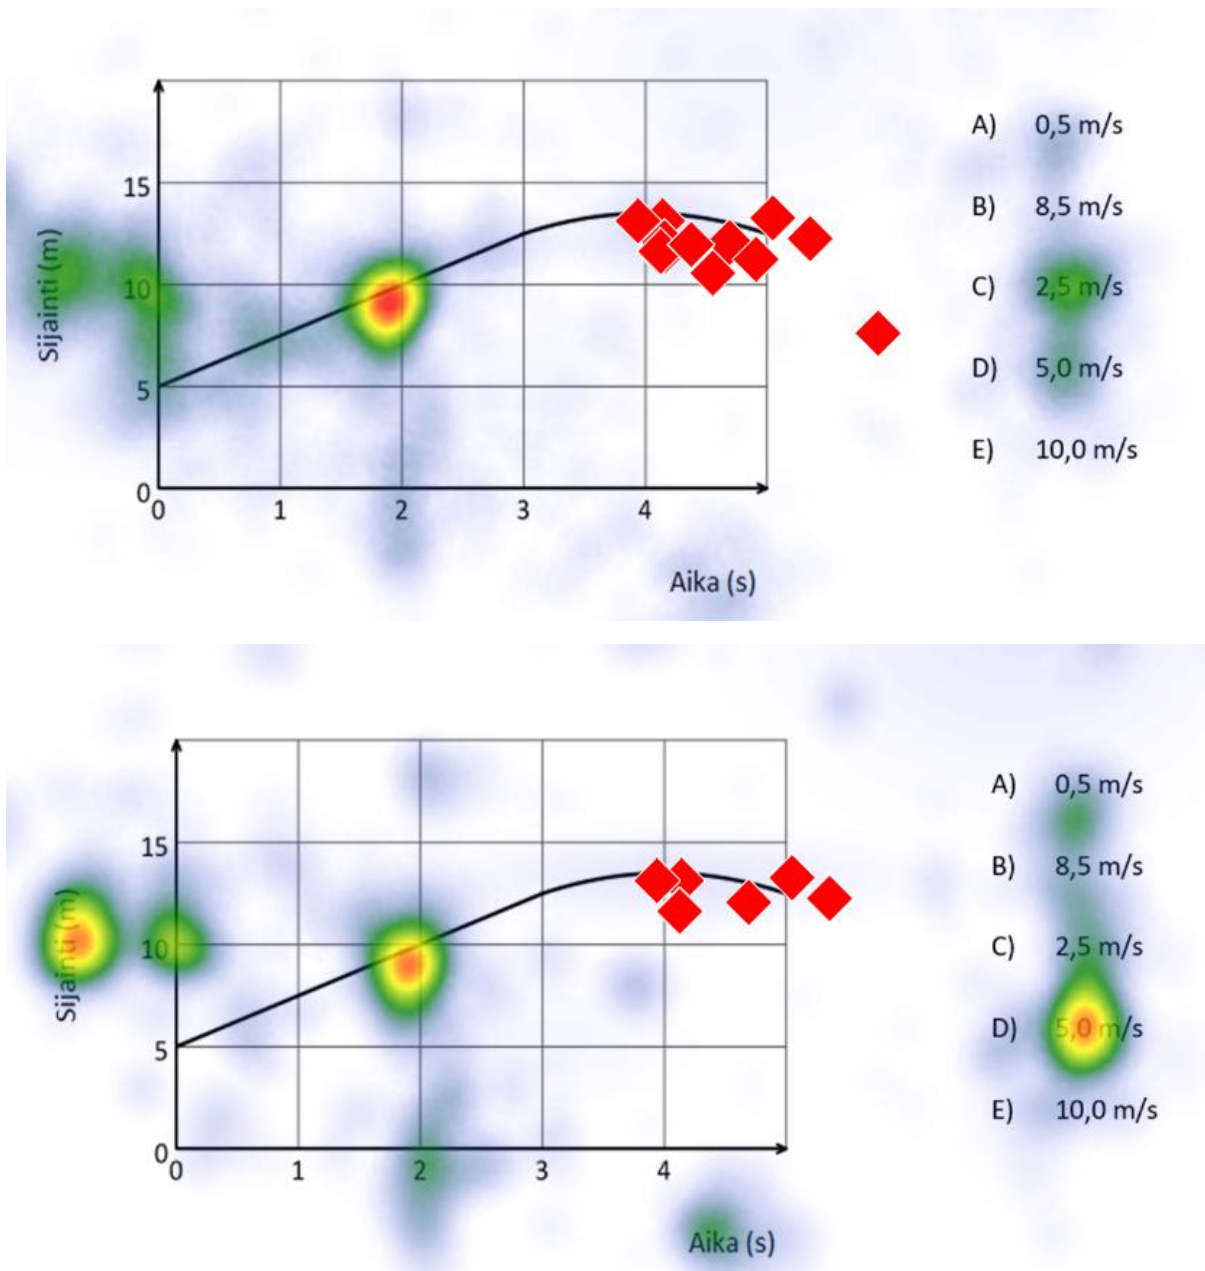 A) 0,5 m/s
15
B) 8,5 m/s
Sijainti (m)
10
C) 2,5 m/s
5
D) 5,0 m/s
E) 10,0 m/s
0
0 1 2 3 4
Aika (s)
A) 0,5 m/s
15
B) 8,5 m/s
Sijainti (m)
10
C) 2,5 m/s
D) 5,0 m/s
5
E) 10,0 m/s
0
0 1 2 3 4
Aika (s)